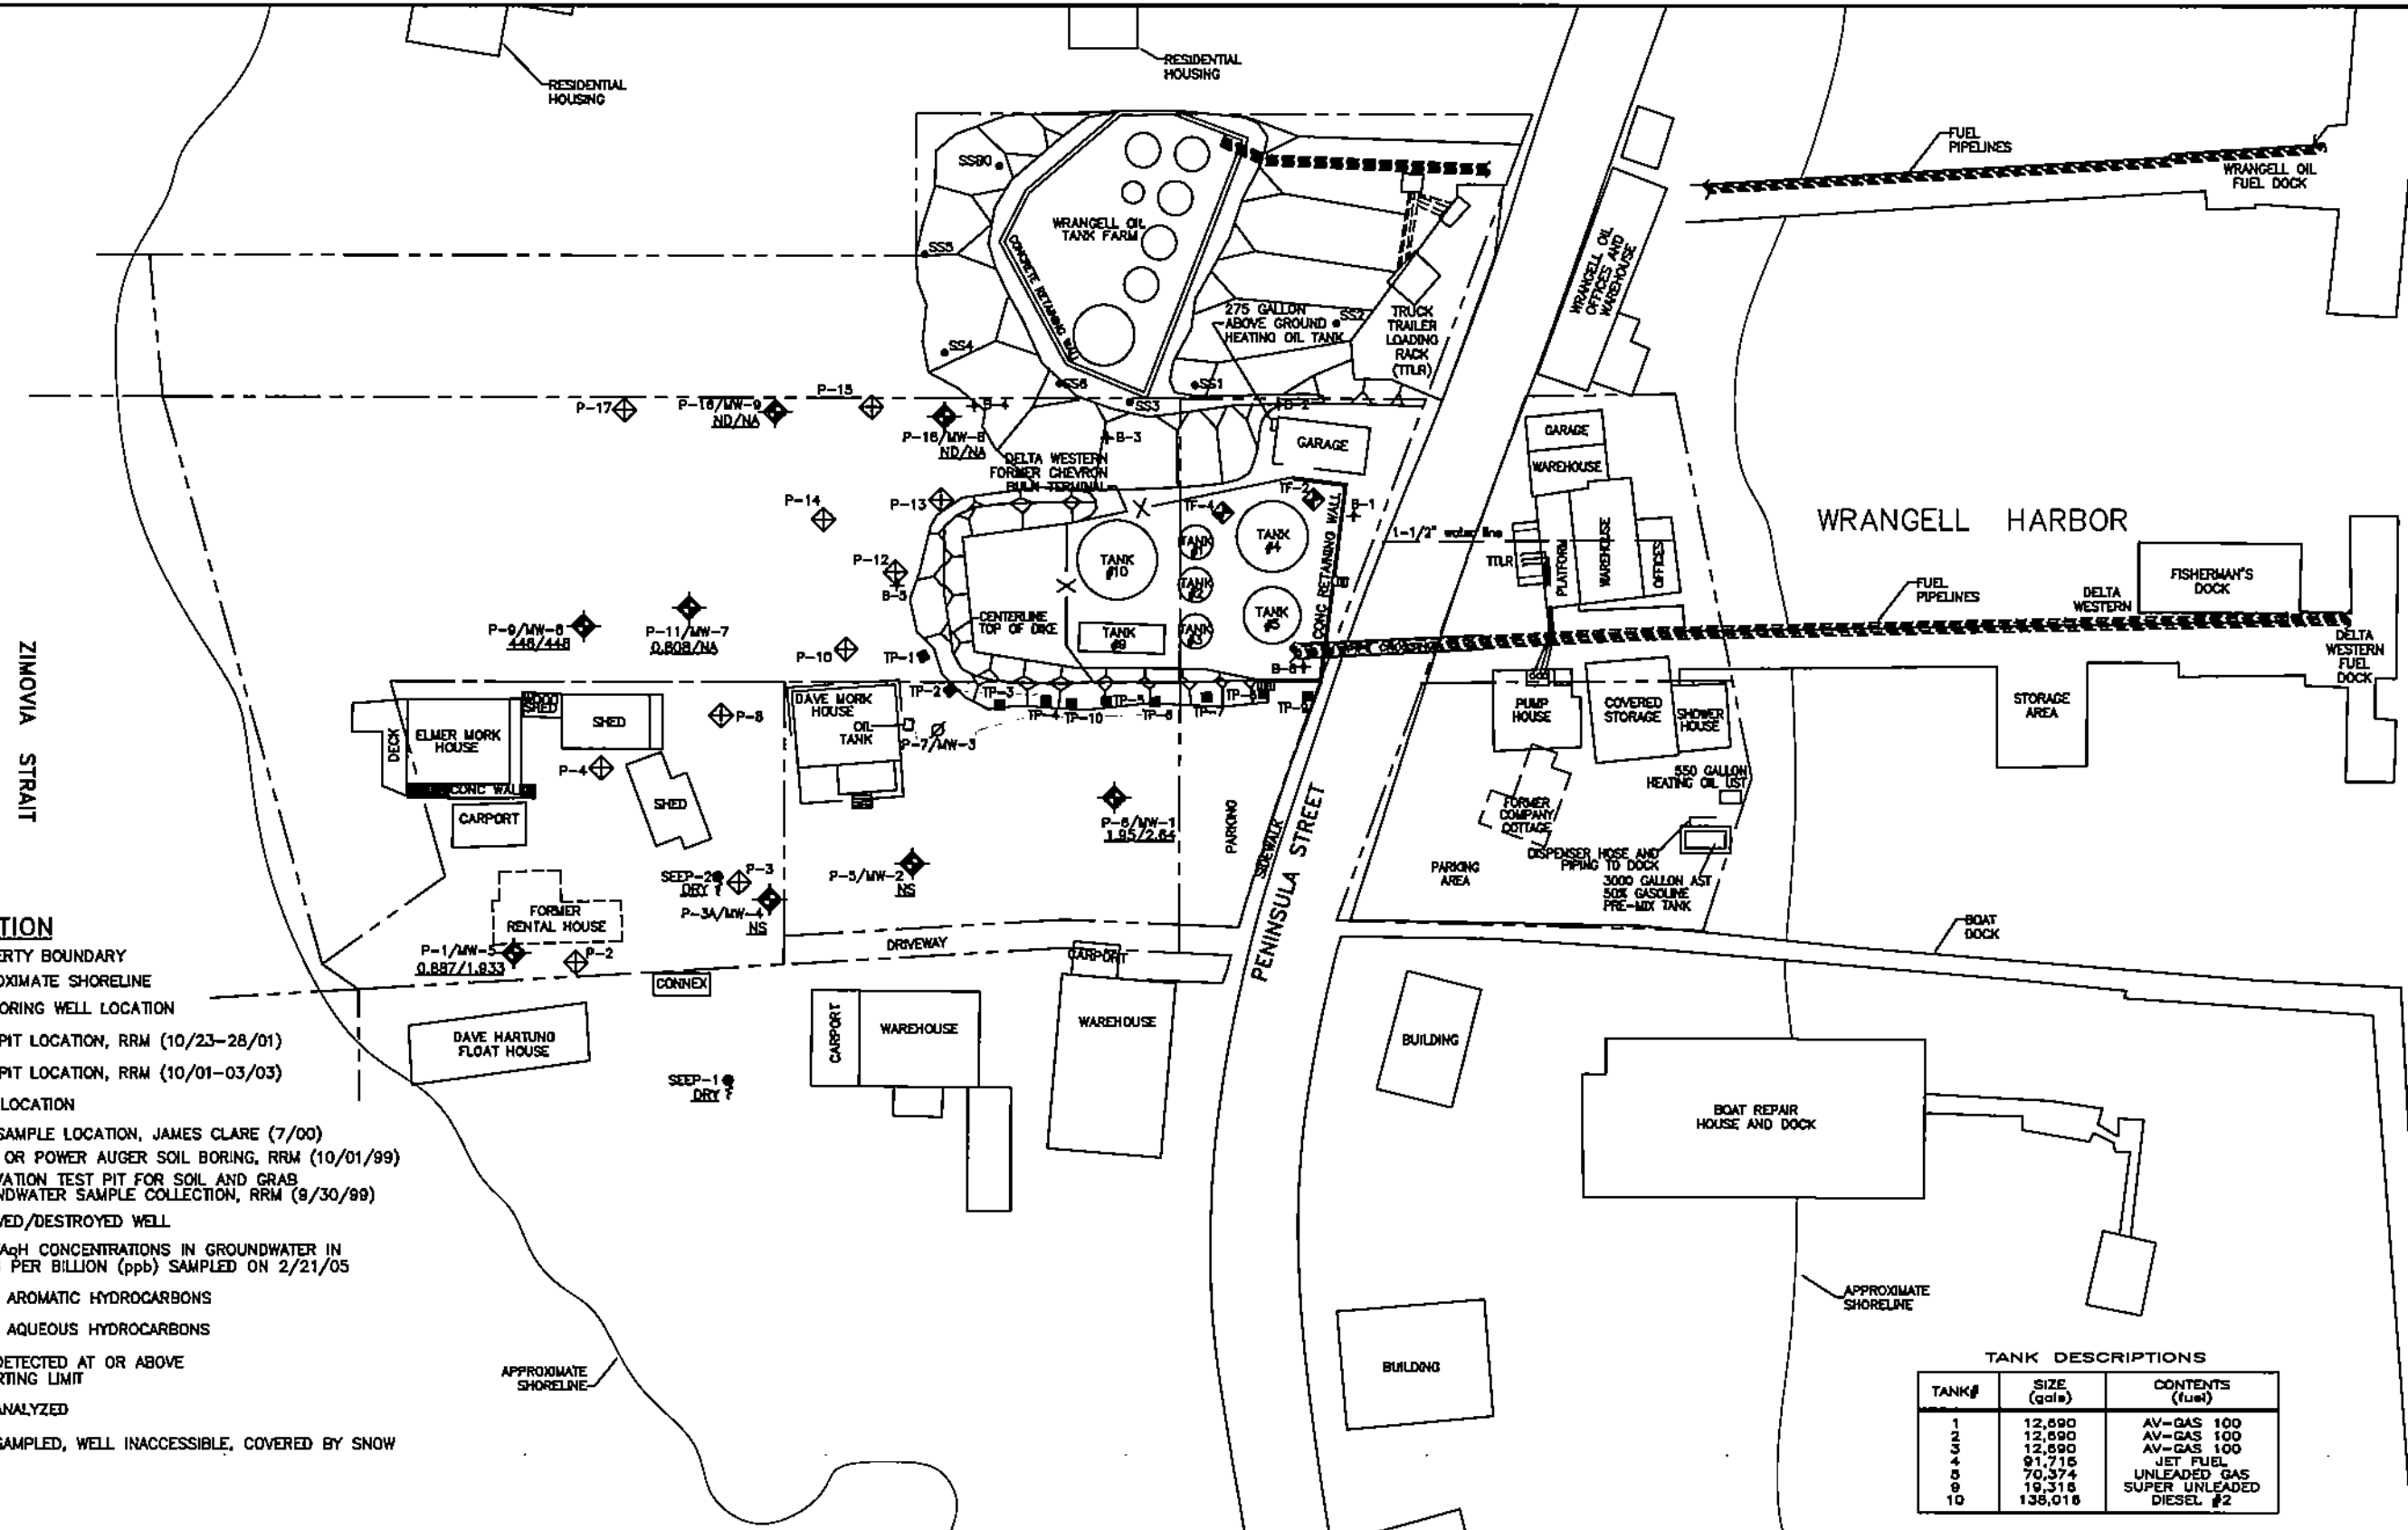 RESIDENTIAL
HOUSING
RESIDENTIAL
HOUSING
FUEL
PIPELINES
WRANGELL OIL
FUEL DOCK
SS5
WRANGELL OIL
TANK FARM
CONCRETE RETAINING WALL
SS4
SS6
SS3
SS1
SS2
275 GALLON
ABOVE GROUND
HEATING OIL TANK
TRUCK
TRAILER
LOADING
RACK
(TTLR)
WRANGELL OIL
OFFICES AND
WAREHOUSE
P-17
P-16/MW-9
ND/NA
P-15
P-16/MW-8
ND/NA
B-4
B-3
B-2
GARAGE
DELTA WESTERN
FORMER CHEVRON
BULK TERMINAL
P-14
P-13
P-12
B-5
TF-4
TF-2
B-1
TANK
#10
TANK
#1
TANK
TANK
#3
TANK
#4
TANK
TANK
#9
CENTERLINE
TOP OF DIKE
CONC RETAINING WALL
1-1/2" water line
GARAGE
WAREHOUSE
TTLR
PLATFORM
WAREHOUSE
OFFICES
WRANGELL HARBOR
FISHERMAN'S
DOCK
FUEL
PIPELINES
DELTA
WESTERN
DELTA
WESTERN
FUEL
DOCK
P-9/MW-6
446/446
P-11/MW-7
0.808/NA
P-10
TP-1
TP-2
TP-3
TP-4
TP-10
TP-5
TP-6
TP-7
TP-9
ZIMOVIA STRAIT
DECK
ELMER MORK
HOUSE
WOOD
SHED
SHED
P-8
DAVE MORK
HOUSE
OIL
TANK
P-7/MW-3
P-4
SHED
CONC WALL
CARPORT
P-6/MW-1
1.95/2.64
PARKING
SIDEWALK
PENINSULA STREET
PUMP
HOUSE
COVERED
STORAGE
SHOWER
HOUSE
STORAGE
AREA
550 GALLON
HEATING OIL UST
FORMER
COMPANY
COTTAGE
DISPENSER HOSE AND
PIPING TO DOCK
3000 GALLON AST
50% GASOLINE
PRE-MIX TANK
PARKING
AREA
SEEP-2
DRY
P-3
P-3A/MW-4
NS
P-5/MW-2
NS
FORMER
RENTAL HOUSE
P-1/MW-5
0.887/1.933
P-2
DRIVEWAY
CONNEX
CARPORT
BOAT
DOCK
DAVE HARTUNG
FLOAT HOUSE
CARPORT
WAREHOUSE
WAREHOUSE
BUILDING
SEEP-1
DRY
BOAT REPAIR
HOUSE AND DOCK
APPROXIMATE
SHORELINE
APPROXIMATE
SHORELINE
BUILDING
TION
ERTY BOUNDARY
OXIMATE SHORELINE
ORING WELL LOCATION
PIT LOCATION, RRM (10/23-28/01)
PIT LOCATION, RRM (10/01-03/03)
LOCATION
SAMPLE LOCATION, JAMES CLARE (7/00)
OR POWER AUGER SOIL BORING, RRM (10/01/99)
VATION TEST PIT FOR SOIL AND GRAB
NDWATER SAMPLE COLLECTION, RRM (9/30/99)
VED/DESTROYED WELL
AqH CONCENTRATIONS IN GROUNDWATER IN
PER BILLION (ppb) SAMPLED ON 2/21/05
AROMATIC HYDROCARBONS
AQUEOUS HYDROCARBONS
DETECTED AT OR ABOVE
RTING LIMIT
ANALYZED
SAMPLED, WELL INACCESSIBLE, COVERED BY SNOW
TANK DESCRIPTIONS
TANK# SIZE (gals) CONTENTS (fuel)
1 12,690 AV-GAS 100
2 12,690 AV-GAS 100
3 12,690 AV-GAS 100
4 91,716 JET FUEL
5 70,374 UNLEADED GAS
9 19,316 SUPER UNLEADED
10 138,016 DIESEL #2